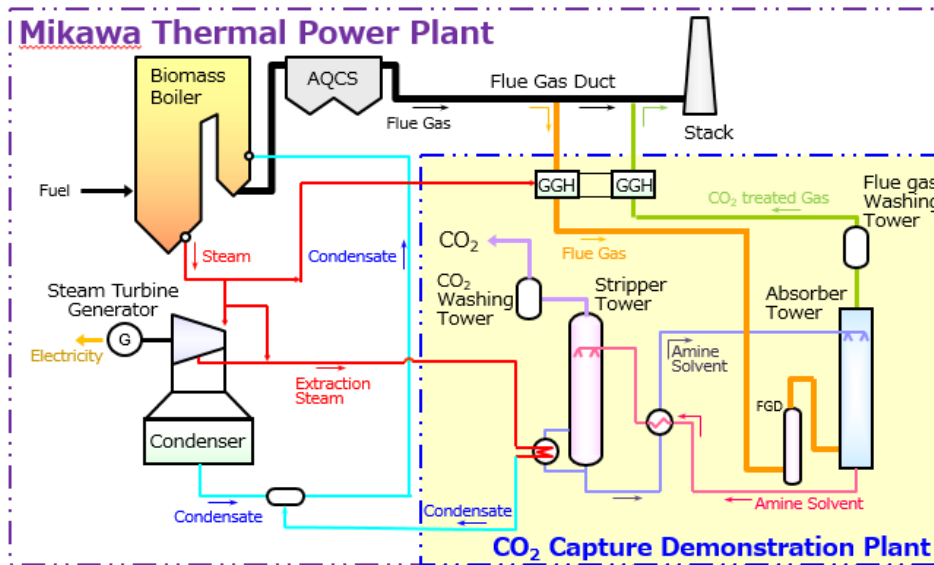 Mikawa Thermal Power Plant
Biomass
Boiler
AQCS
Flue Gas Duct
Flue Gas
Stack
Fuel
GGH
GGH
Flue gas
Washing
Tower
CO₂ treated Gas
Steam
Condensate
CO₂
Flue Gas
Steam Turbine
Generator
CO₂
Washing
Tower
Stripper
Tower
Absorber
Tower
G
Electricity
Extraction
Steam
Amine
Solvent
FGD
Condenser
Condensate
Condensate
Amine Solvent
CO₂ Capture Demonstration Plant